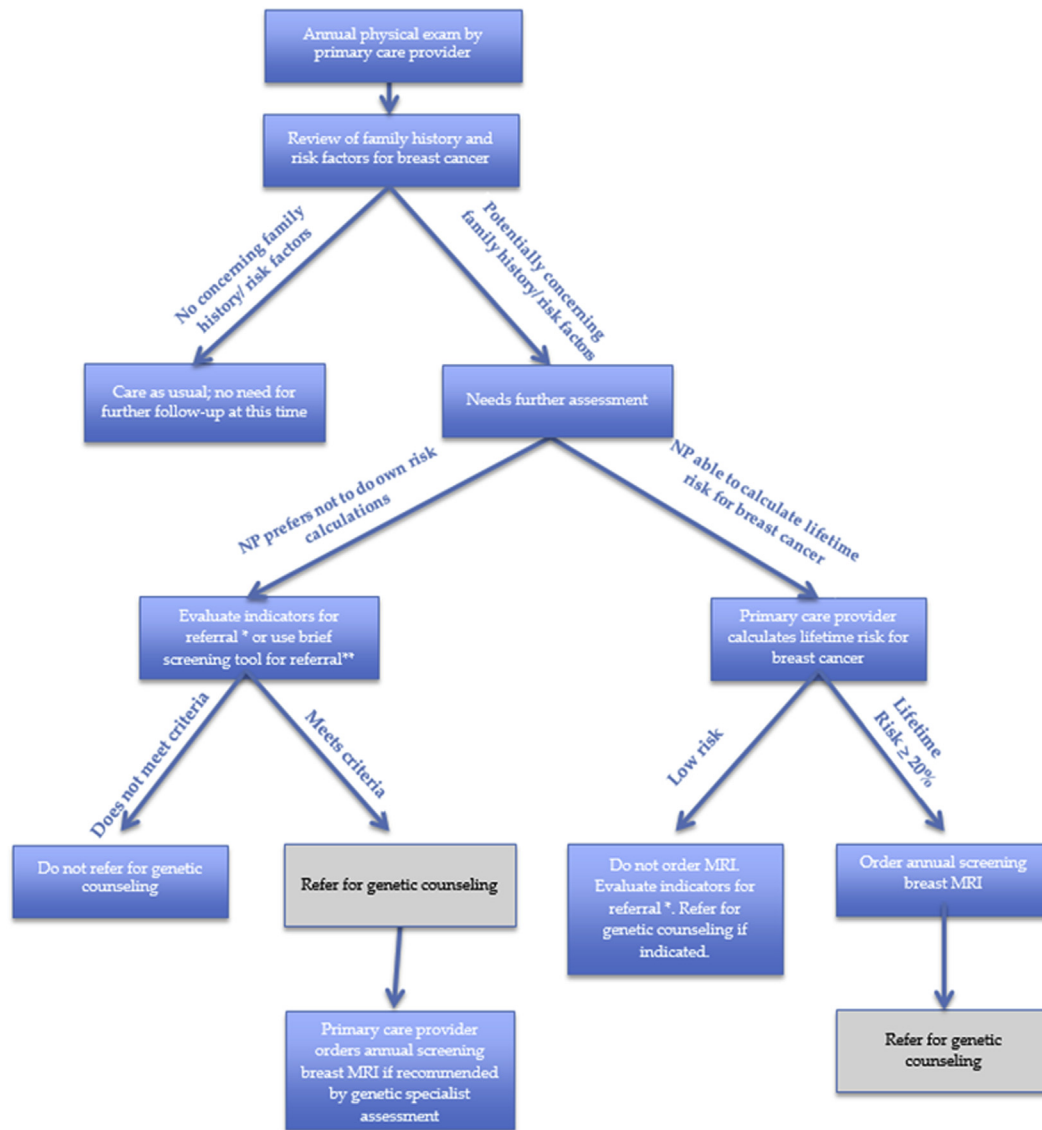 Annual physical exam by
primary care provider
Review of family history and
risk factors for breast cancer
No concerning family
history/ risk factors
Potentially concerning
family history/ risk factors
Care as usual; no need for
further follow-up at this time
Needs further assessment
NP prefers not to do own risk
calculations
NP able to calculate lifetime
risk for breast cancer
Evaluate indicators for
referral * or use brief
screening tool for referral**
Primary care provider
calculates lifetime risk for
breast cancer
Does not meet criteria
Meets criteria
Low risk
Lifetime
Risk ≥ 20%
Do not refer for genetic
counseling
Refer for genetic counseling
Do not order MRI.
Evaluate indicators for
referral *. Refer for
genetic counseling if
indicated.
Order annual screening
breast MRI
Primary care provider
orders annual screening
breast MRI if recommended
by genetic specialist
assessment
Refer for genetic
counseling